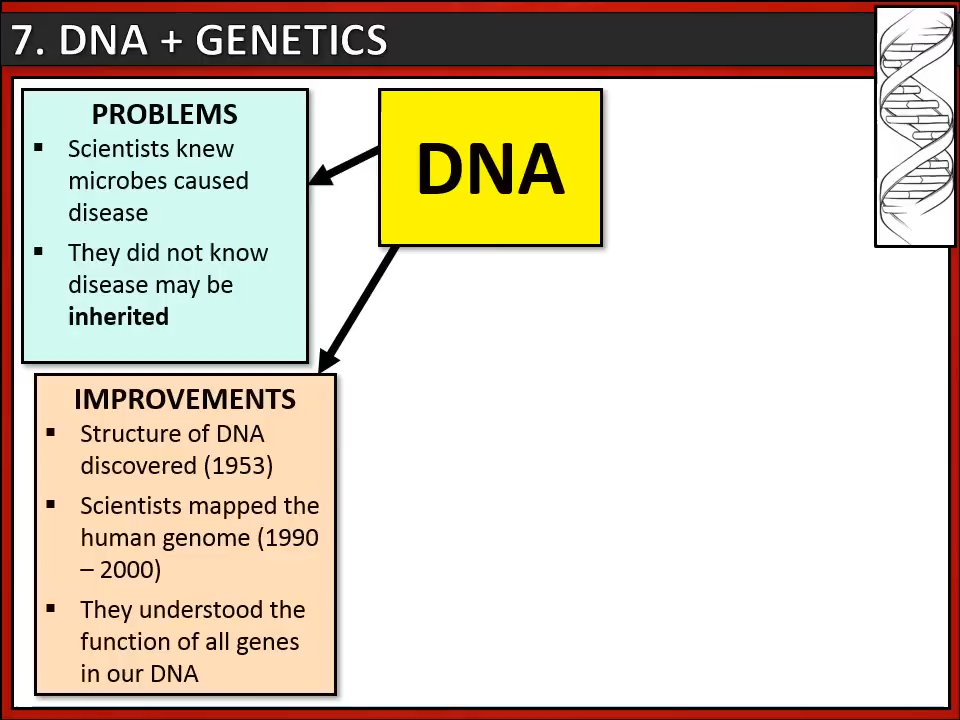 7. DNA + GENETICS
PROBLEMS
▪ Scientists knew
microbes caused
disease
▪ They did not know
disease may be
inherited
DNA
IMPROVEMENTS
▪ Structure of DNA
discovered (1953)
▪ Scientists mapped the
human genome (1990
– 2000)
▪ They understood the
function of all genes
in our DNA